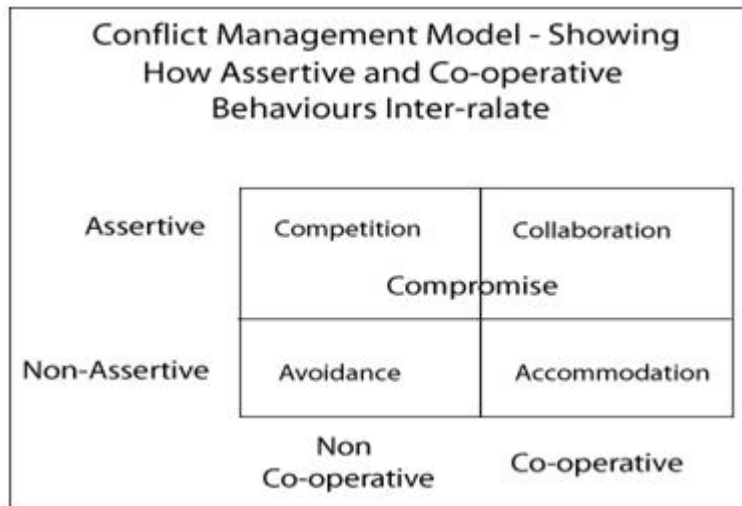 Conflict Management Model - Showing
How Assertive and Co-operative
Behaviours Inter-ralate
Assertive Competition Collaboration
Compromise
Non-Assertive Avoidance Accommodation
Non
Co-operative Co-operative